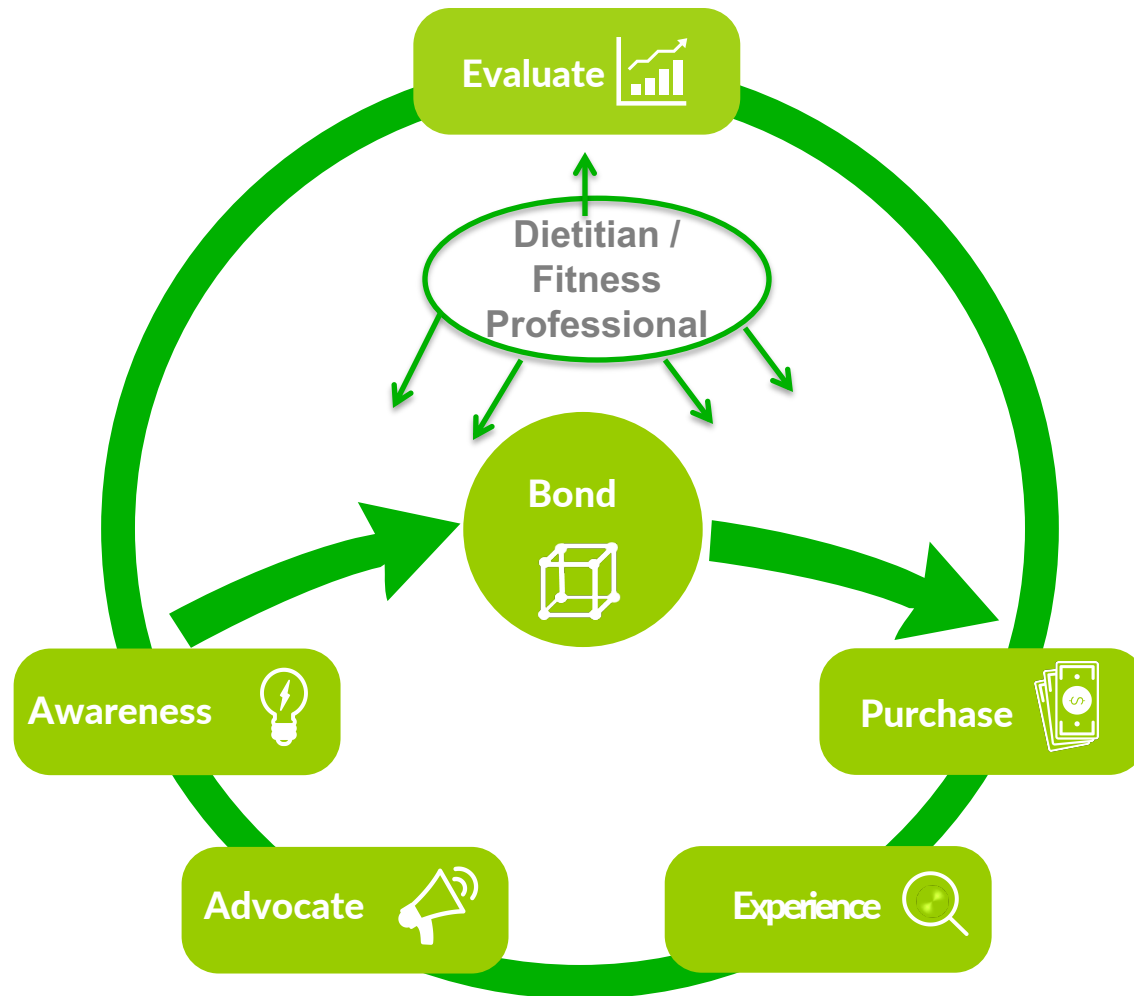 Evaluate
Dietitian /
Fitness
Professional
Bond
Awareness
Purchase
Advocate
Experience